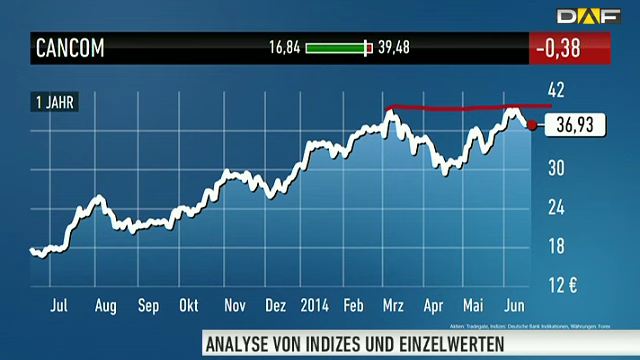 DAF
CANCOM 16,84 39,48 -0,38
1 JAHR
42
36,93
30
24
18
12 €
Jul Aug Sep Okt Nov Dez 2014 Feb Mrz Apr Mai Jun
Aktien: Tradegate, Indizes: Deutsche Bank Indikationen, Währungen: Forex
ANALYSE VON INDIZES UND EINZELWERTEN